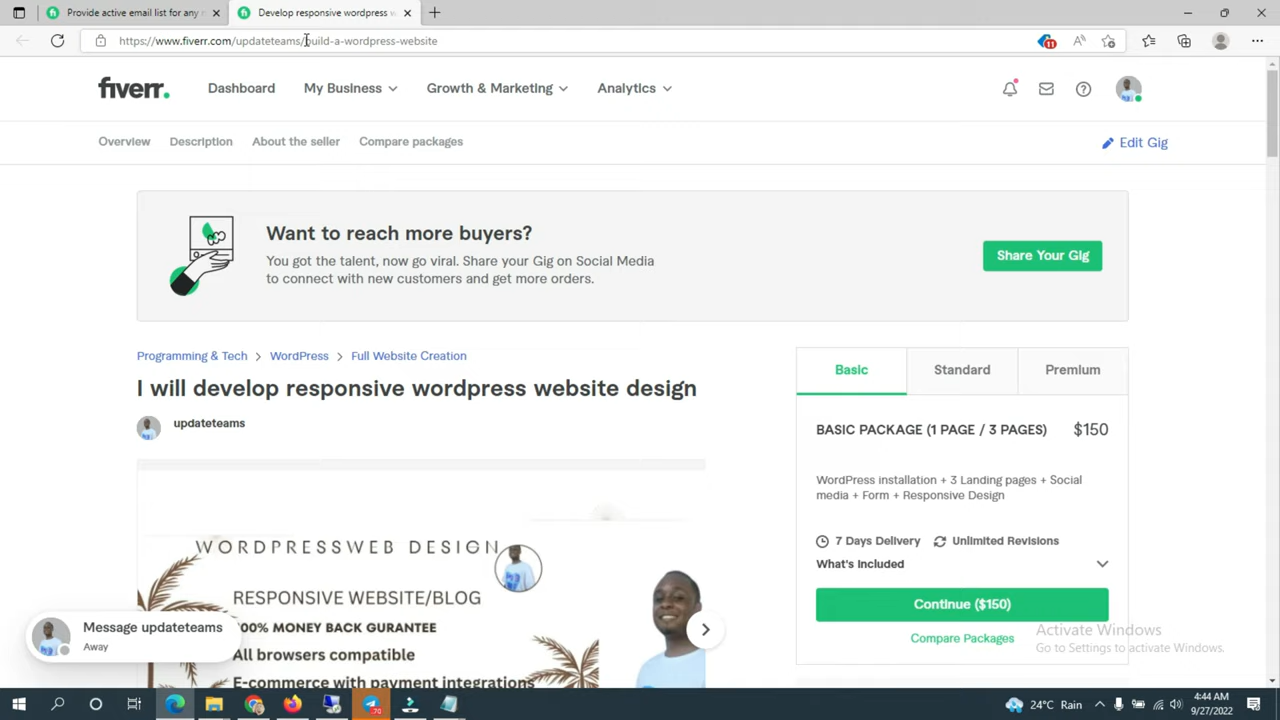 Provide active email list for any n
Develop responsive wordpress w
https://www.fiverr.com/updateteams/build-a-wordpress-website
11
fiverr.
Dashboard
My Business
Growth & Marketing
Analytics
Overview
Description
About the seller
Compare packages
Edit Gig
Want to reach more buyers?
You got the talent, now go viral. Share your Gig on Social Media
to connect with new customers and get more orders.
Share Your Gig
Programming & Tech > WordPress > Full Website Creation
I will develop responsive wordpress website design
updateteams
Basic
Standard
Premium
BASIC PACKAGE (1 PAGE / 3 PAGES) $150
WordPress installation + 3 Landing pages + Social
media + Form + Responsive Design
7 Days Delivery
Unlimited Revisions
What's Included
Continue ($150)
Compare Packages
WORDPRESSWEB DESIGN
RESPONSIVE WEBSITE/BLOG
100% MONEY BACK GURANTEE
All browsers compatible
E-commerce with payment integrations
Message updateteams
Away
Activate Windows
Go to Settings to activate Windows.
70
24°C Rain
4:44 AM
9/27/2022